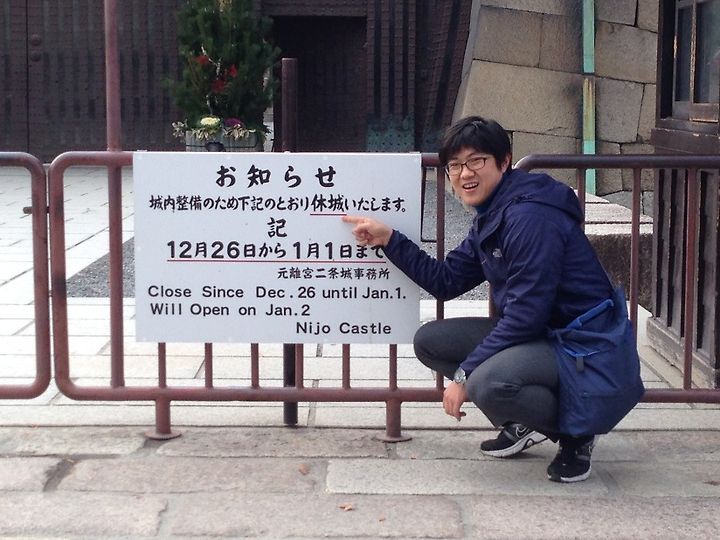 お知らせ
城内整備のため下記のとおり休城いたします。
記
12月26日から1月1日まで
元離宮二条城事務所
Close Since Dec. 26 until Jan.1.
Will Open on Jan.2
Nijo Castle